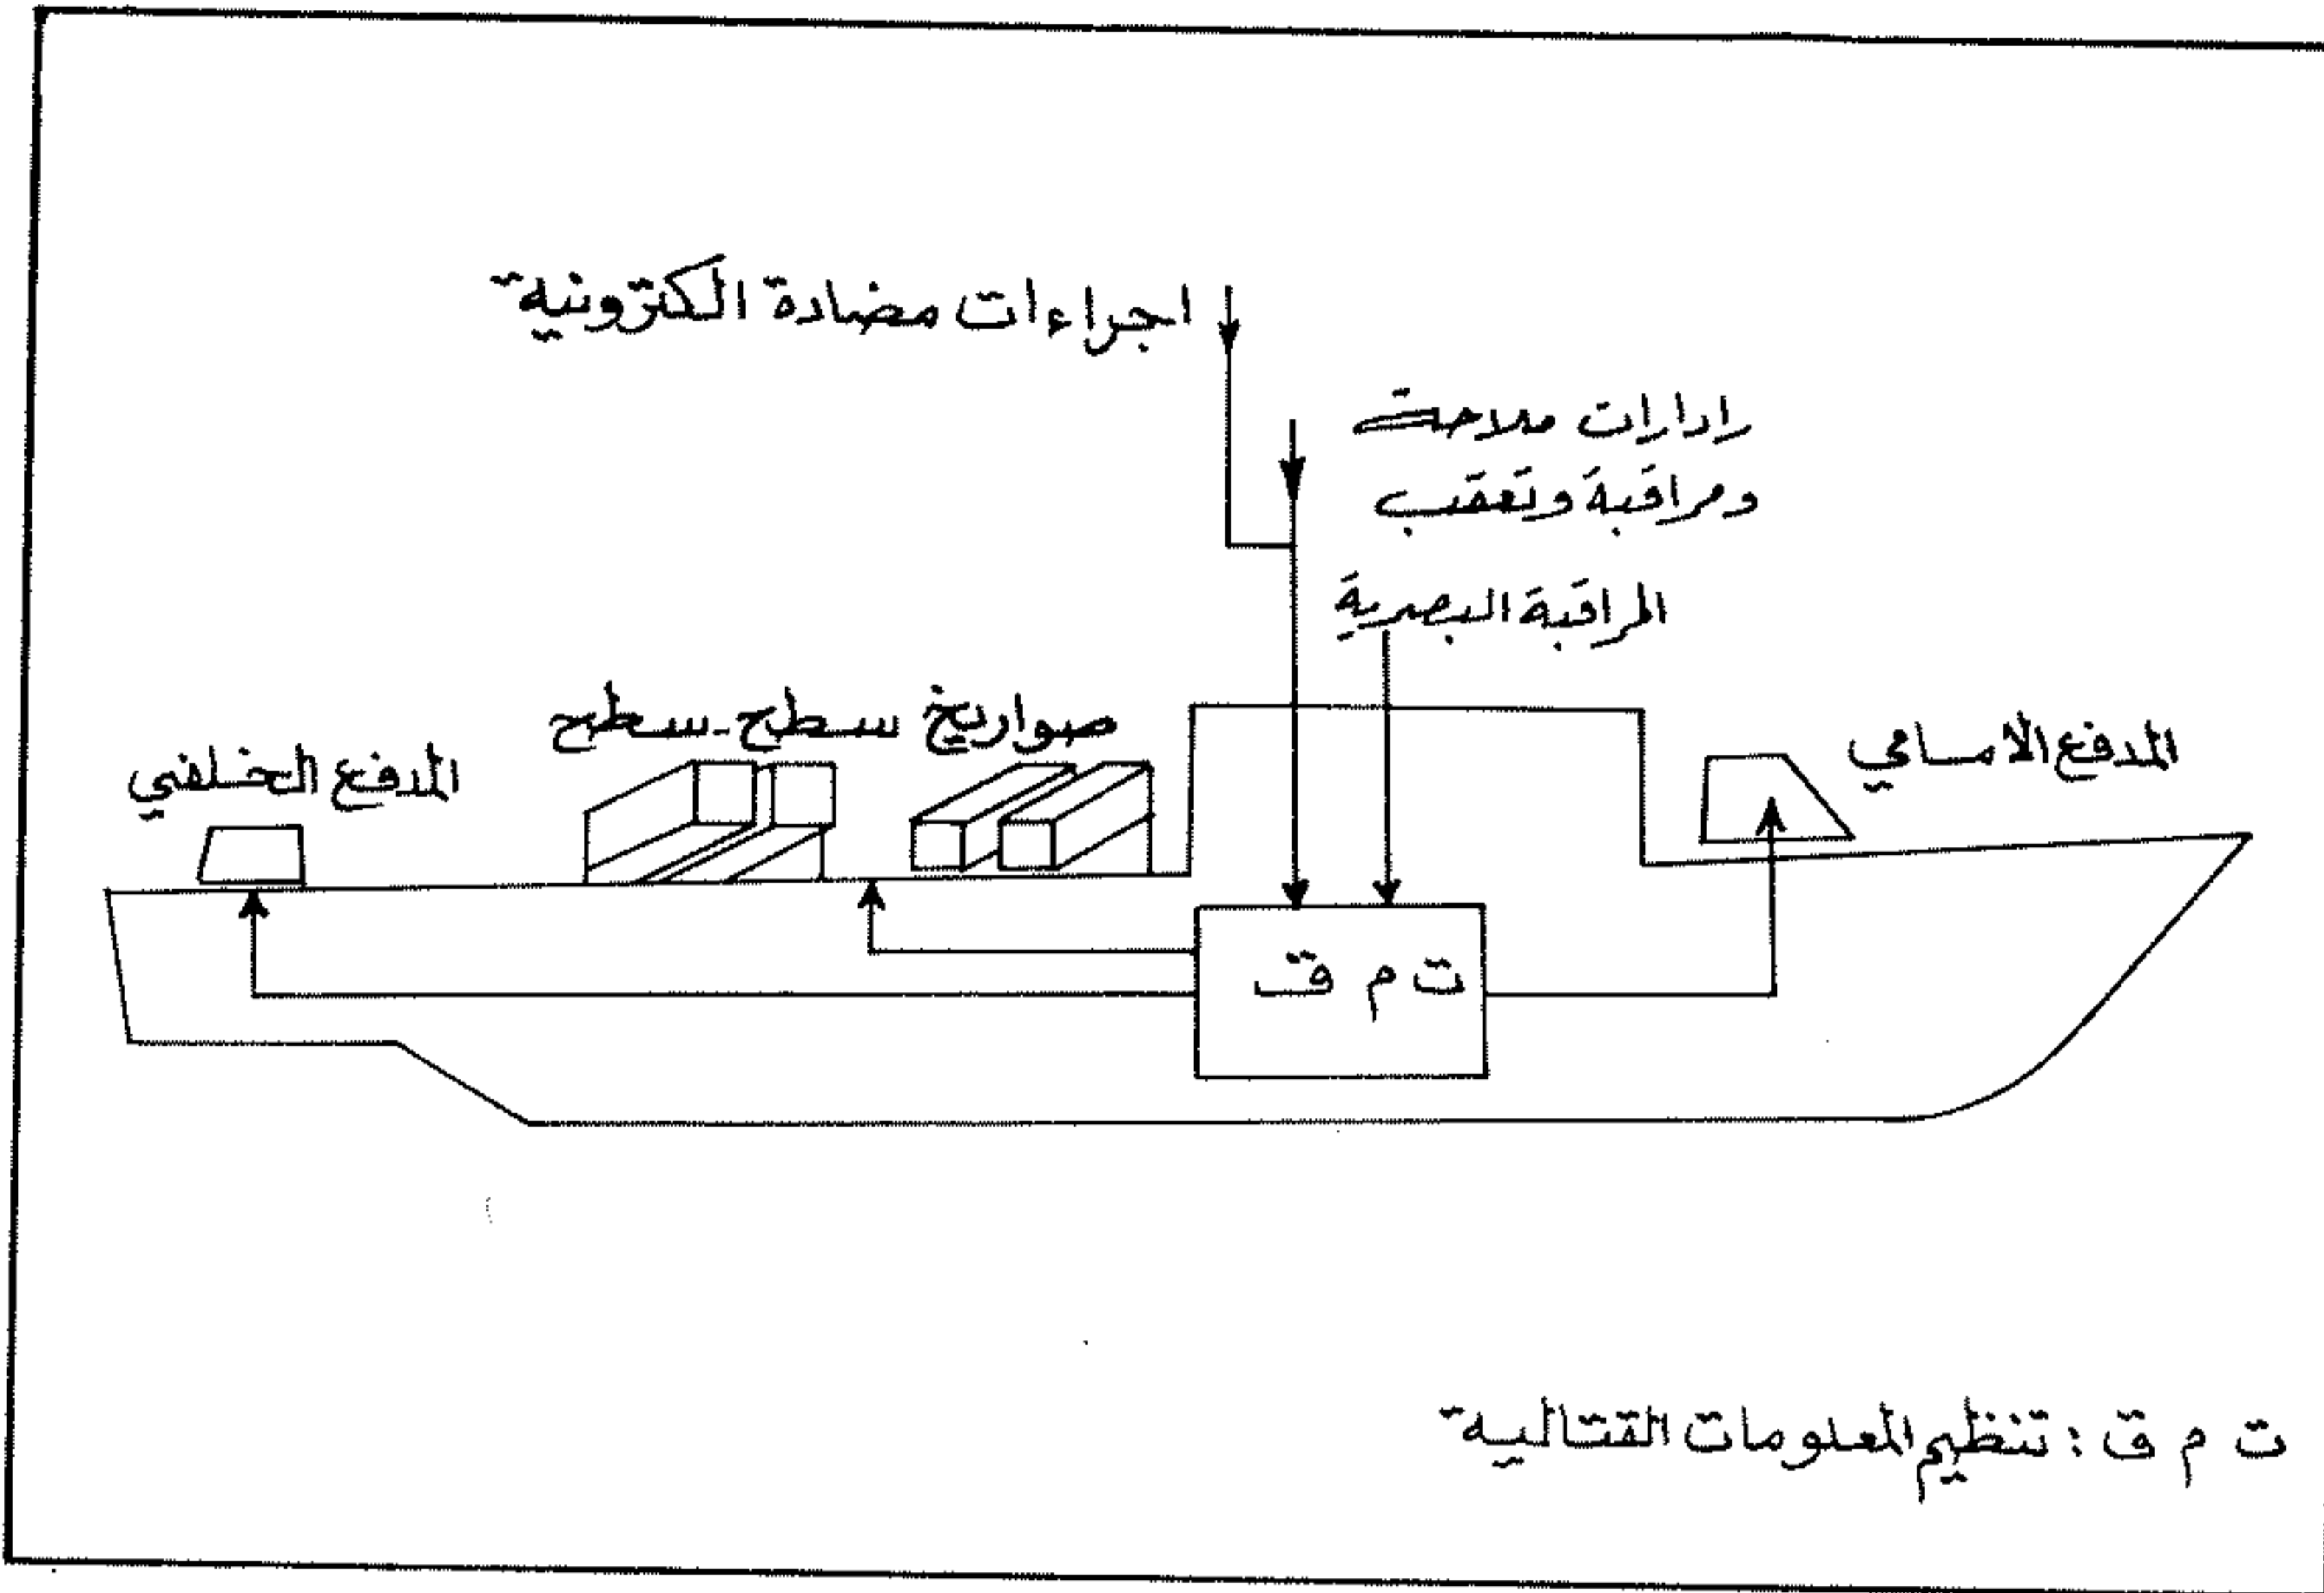 اجراءات مضادة الكترونية
رادارات ملاحة
ومراقبة وتعقب
المراقبة البصرية
المدفع الامامي
صواريخ سطح-سطح
المدفع الخلفي
ت م ق
ت م ق : تنظيم المعلومات القتالية